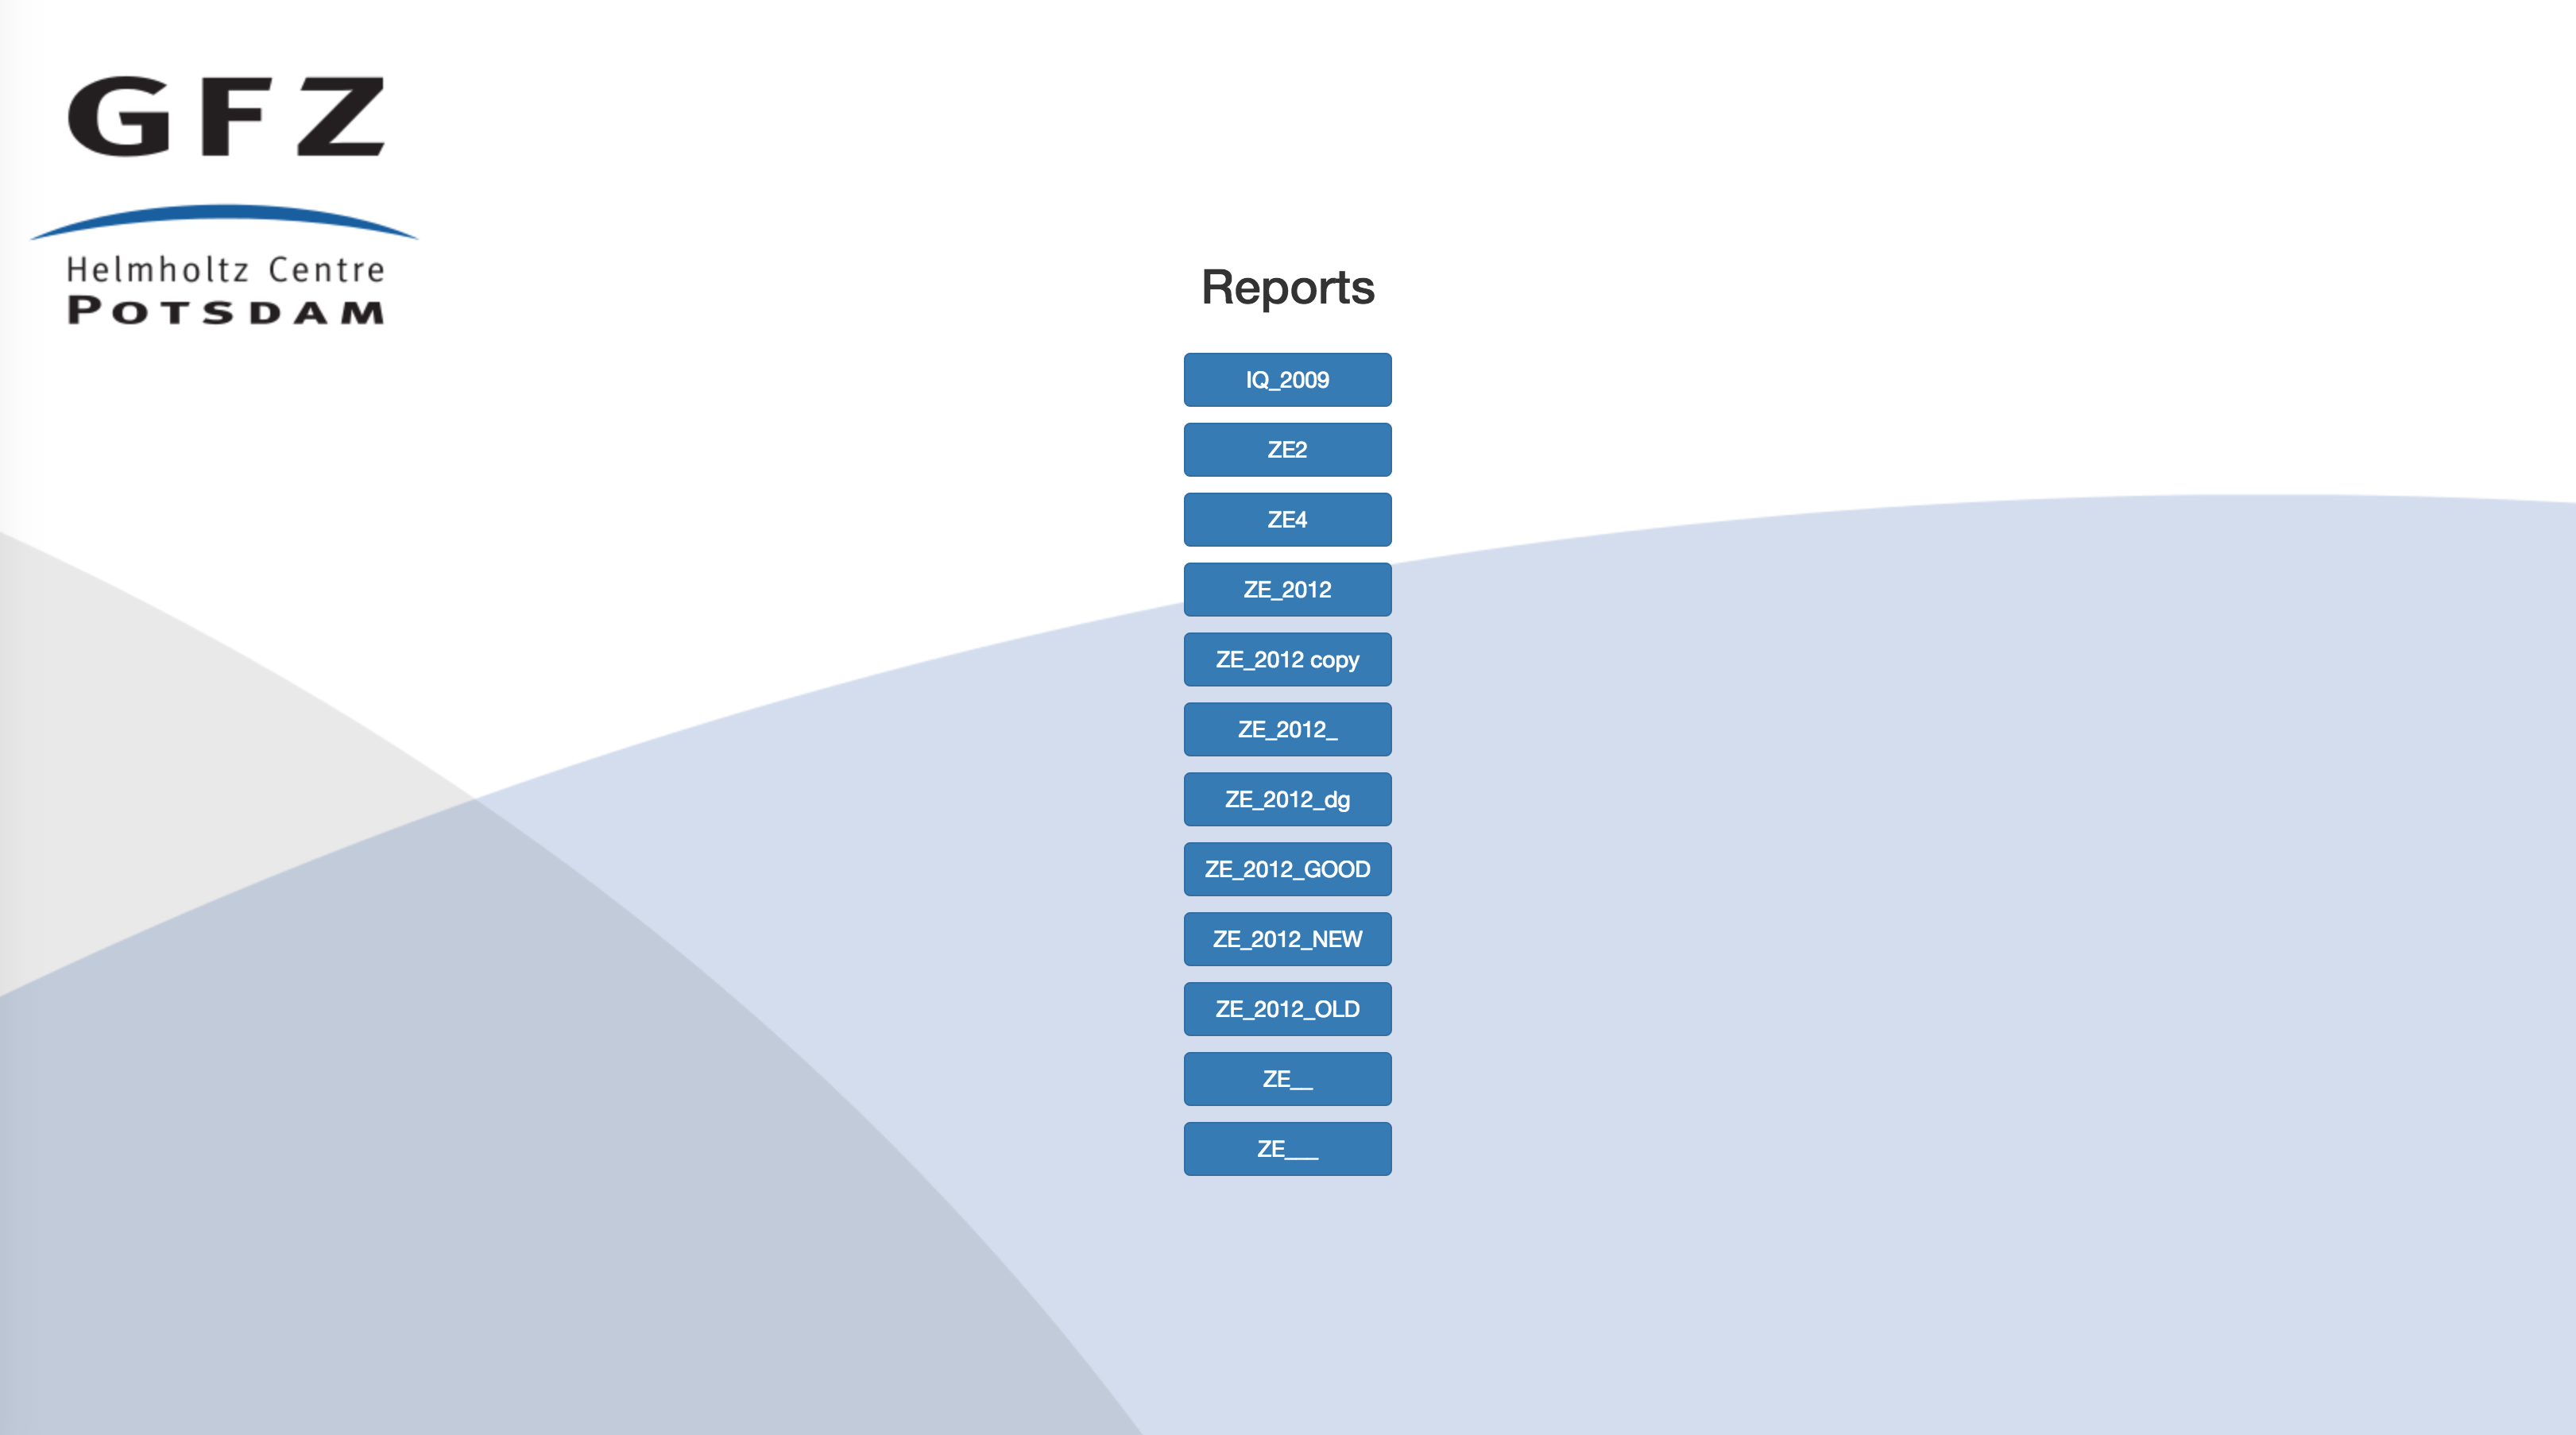 GFZ
Helmholtz Centre
POTSDAM
Reports
IQ_2009
ZE2
ZE4
ZE_2012
ZE_2012 copy
ZE_2012_
ZE_2012_dg
ZE_2012_GOOD
ZE_2012_NEW
ZE_2012_OLD
ZE__
ZE___